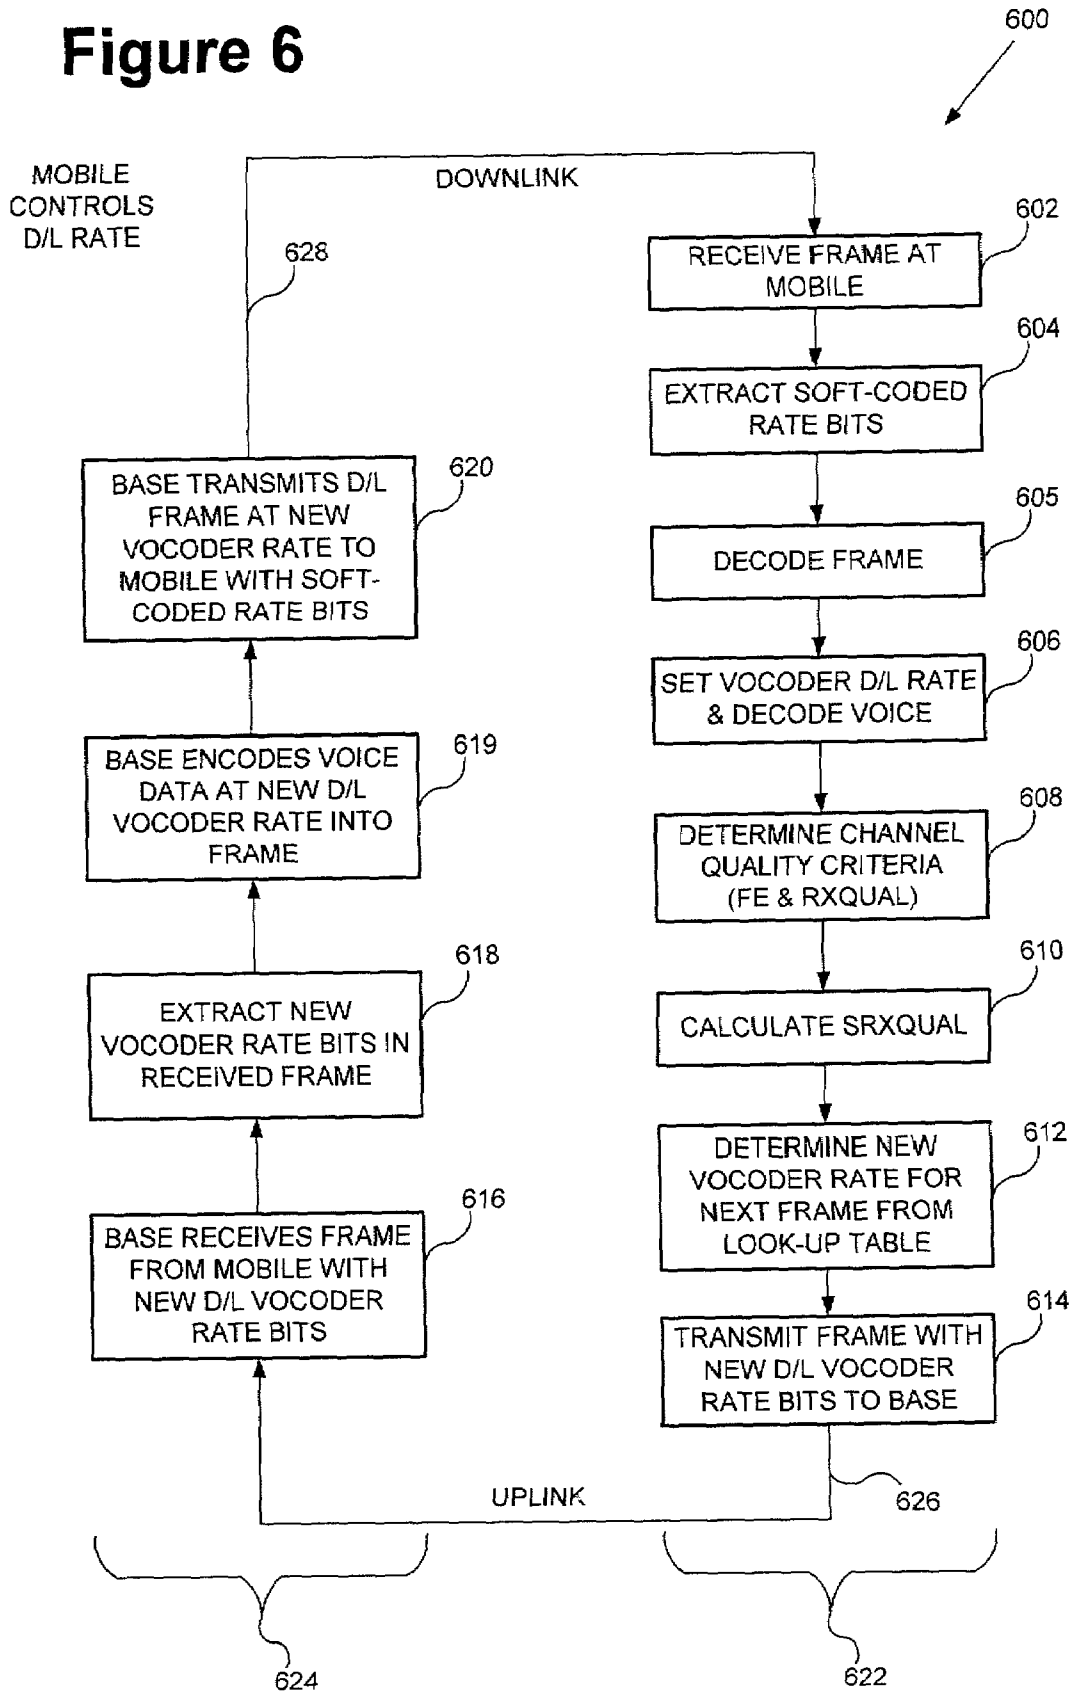 Figure 6
600
MOBILE
CONTROLS
D/L RATE
DOWNLINK
628
602
RECEIVE FRAME AT
MOBILE
604
EXTRACT SOFT-CODED
RATE BITS
605
DECODE FRAME
606
SET VOCODER D/L RATE
& DECODE VOICE
608
DETERMINE CHANNEL
QUALITY CRITERIA
(FE & RXQUAL)
610
CALCULATE SRXQUAL
612
DETERMINE NEW
VOCODER RATE FOR
NEXT FRAME FROM
LOOK-UP TABLE
614
TRANSMIT FRAME WITH
NEW D/L VOCODER
RATE BITS TO BASE
626
UPLINK
616
BASE RECEIVES FRAME
FROM MOBILE WITH
NEW D/L VOCODER
RATE BITS
618
EXTRACT NEW
VOCODER RATE BITS IN
RECEIVED FRAME
619
BASE ENCODES VOICE
DATA AT NEW D/L
VOCODER RATE INTO
FRAME
620
BASE TRANSMITS D/L
FRAME AT NEW
VOCODER RATE TO
MOBILE WITH SOFT-
CODED RATE BITS
624
622